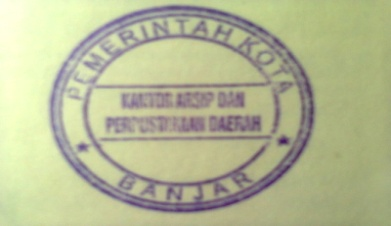 PEMERINTAH KOTA
KANTOR ARSIP DAN
PERPUSTAKAAN DAERAH
BANJAR